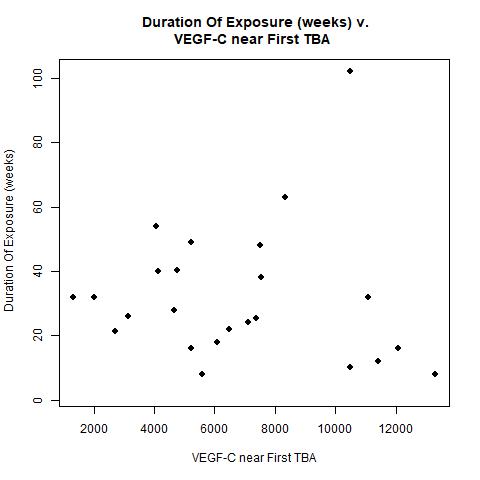 Duration Of Exposure (weeks) v.
VEGF-C near First TBA
Duration Of Exposure (weeks)
100
80
60
40
20
0
2000 4000 6000 8000 10000 12000
VEGF-C near First TBA